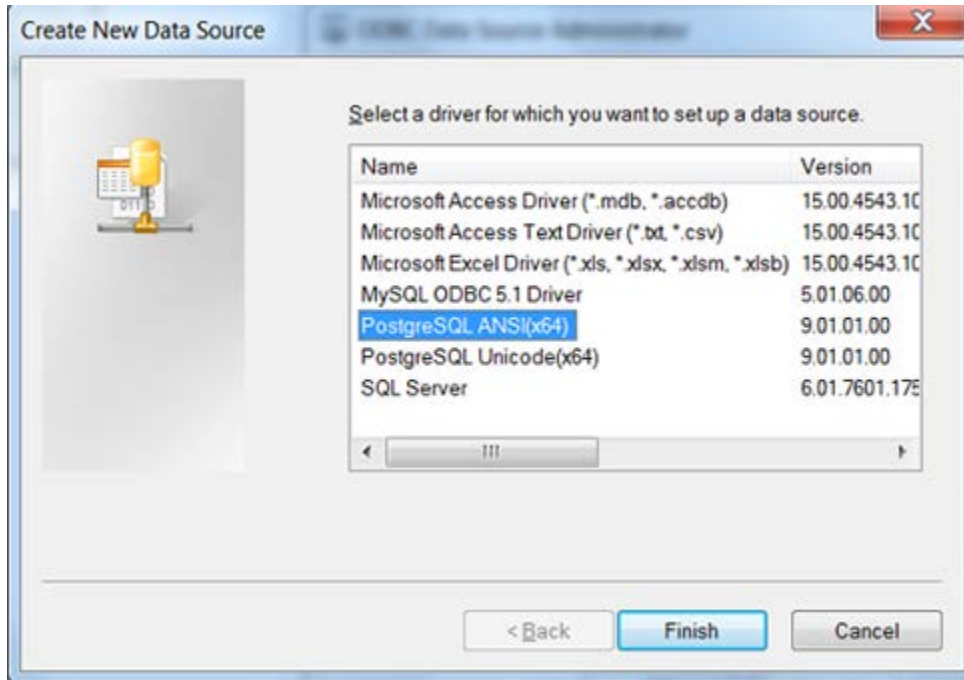 Create New Data Source
ODBC Data Source Administrator
Select a driver for which you want to set up a data source.
Name Version
Microsoft Access Driver (*.mdb, *.accdb) 15.00.4543.10
Microsoft Access Text Driver (*.txt, *.csv) 15.00.4543.10
Microsoft Excel Driver (*.xls, *.xlsx, *.xlsm, *.xlsb) 15.00.4543.10
MySQL ODBC 5.1 Driver 5.01.06.00
PostgreSQL ANSI(x64) 9.01.01.00
PostgreSQL Unicode(x64) 9.01.01.00
SQL Server 6.01.7601.175
< Back Finish Cancel